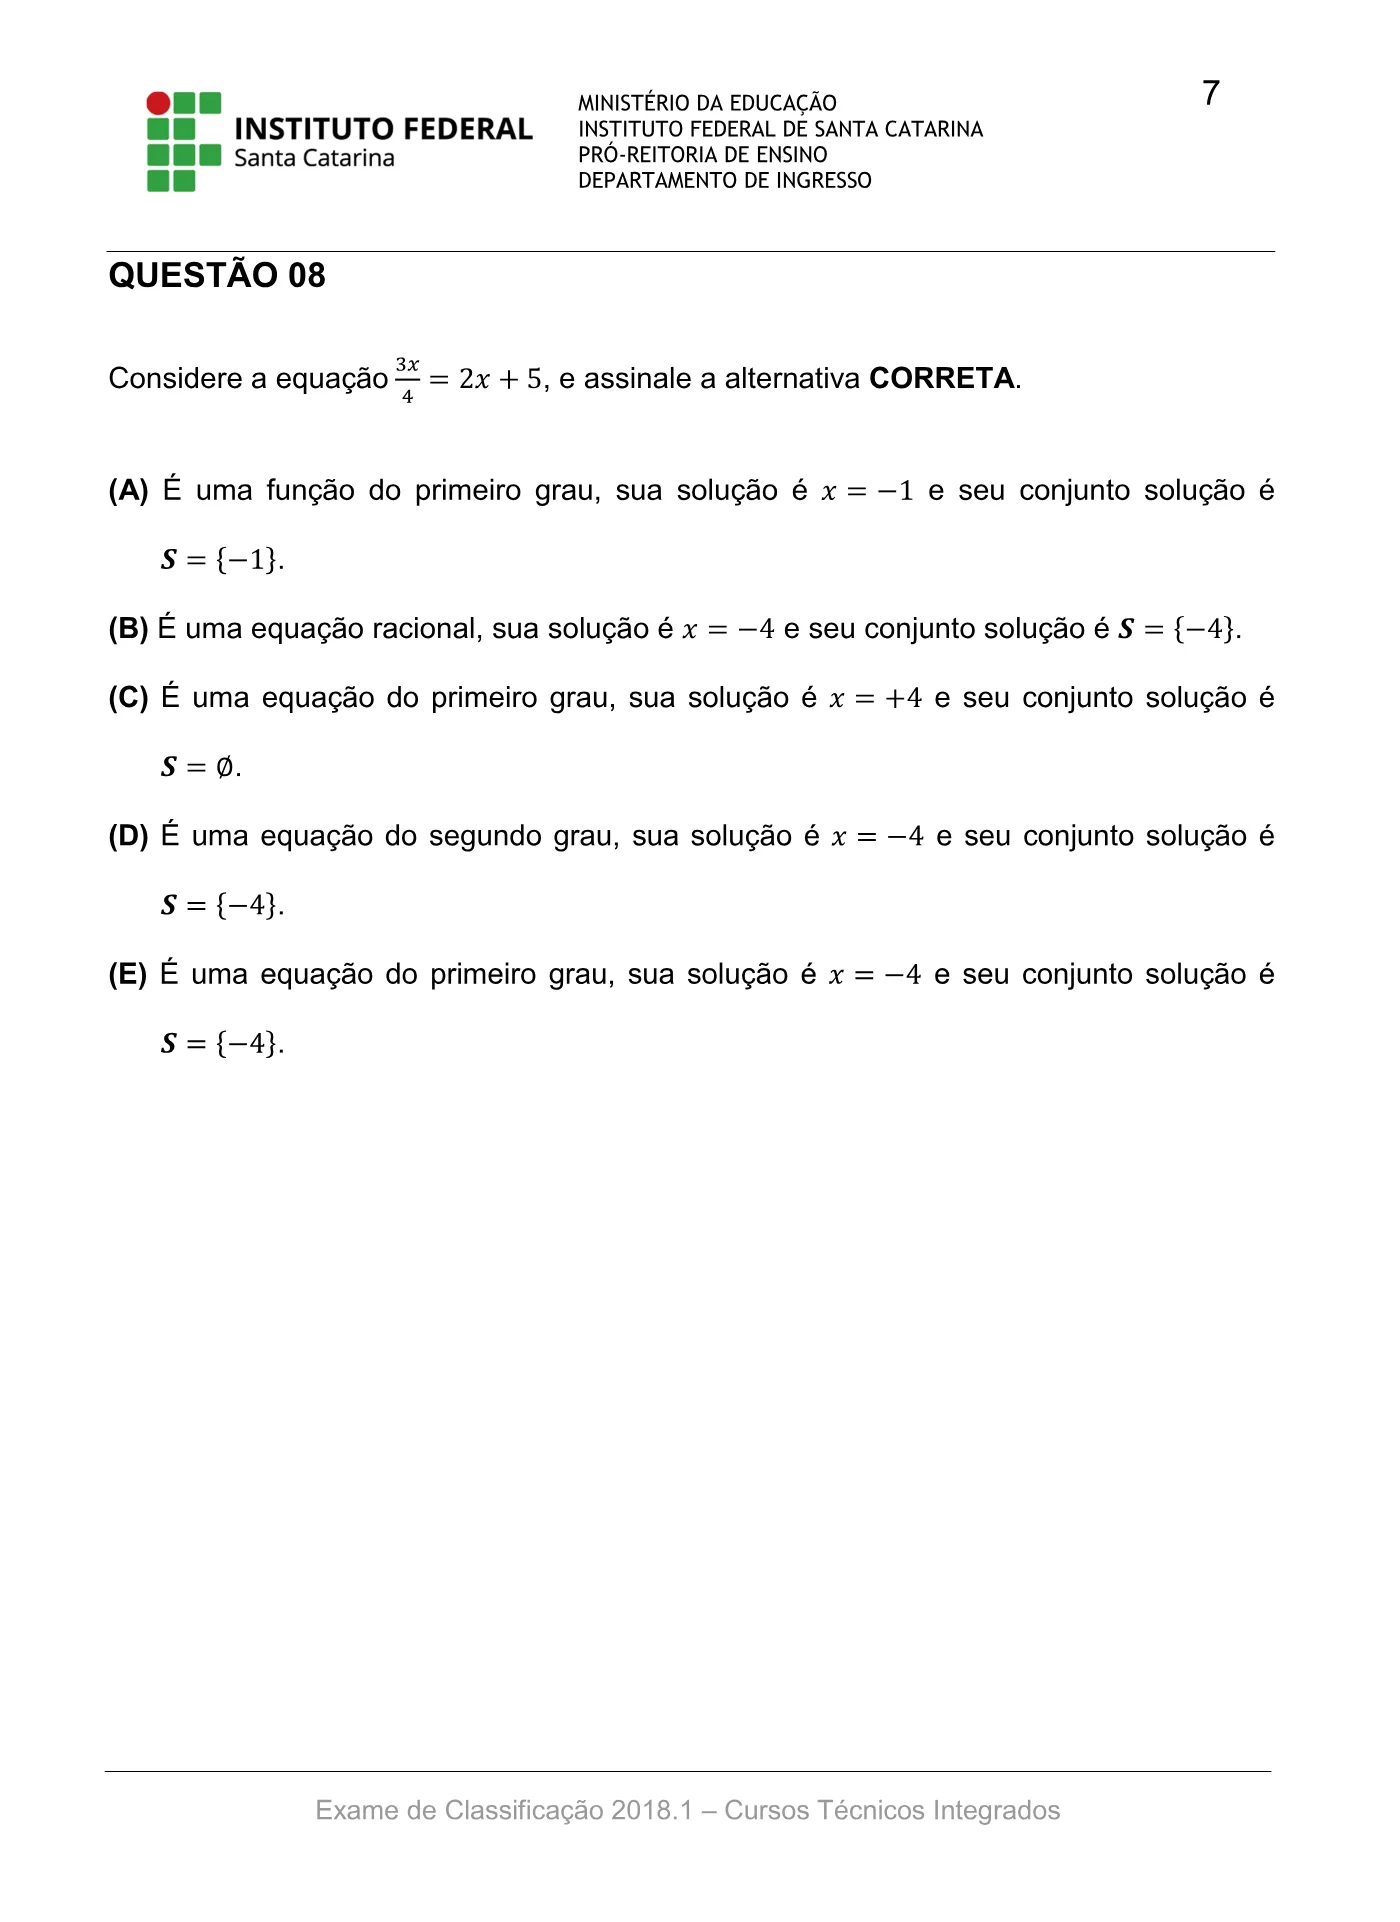 7
INSTITUTO FEDERAL
Santa Catarina
MINISTÉRIO DA EDUCAÇÃO
INSTITUTO FEDERAL DE SANTA CATARINA
PRÓ-REITORIA DE ENSINO
DEPARTAMENTO DE INGRESSO
QUESTÃO 08
Considere a equação 3𝑥/4 = 2𝑥 + 5, e assinale a alternativa CORRETA.
(A) É uma função do primeiro grau, sua solução é 𝑥 = −1 e seu conjunto solução é
𝑺 = {−1}.
(B) É uma equação racional, sua solução é 𝑥 = −4 e seu conjunto solução é 𝑺 = {−4}.
(C) É uma equação do primeiro grau, sua solução é 𝑥 = +4 e seu conjunto solução é
𝑺 = ∅.
(D) É uma equação do segundo grau, sua solução é 𝑥 = −4 e seu conjunto solução é
𝑺 = {−4}.
(E) É uma equação do primeiro grau, sua solução é 𝑥 = −4 e seu conjunto solução é
𝑺 = {−4}.
Exame de Classificação 2018.1 – Cursos Técnicos Integrados